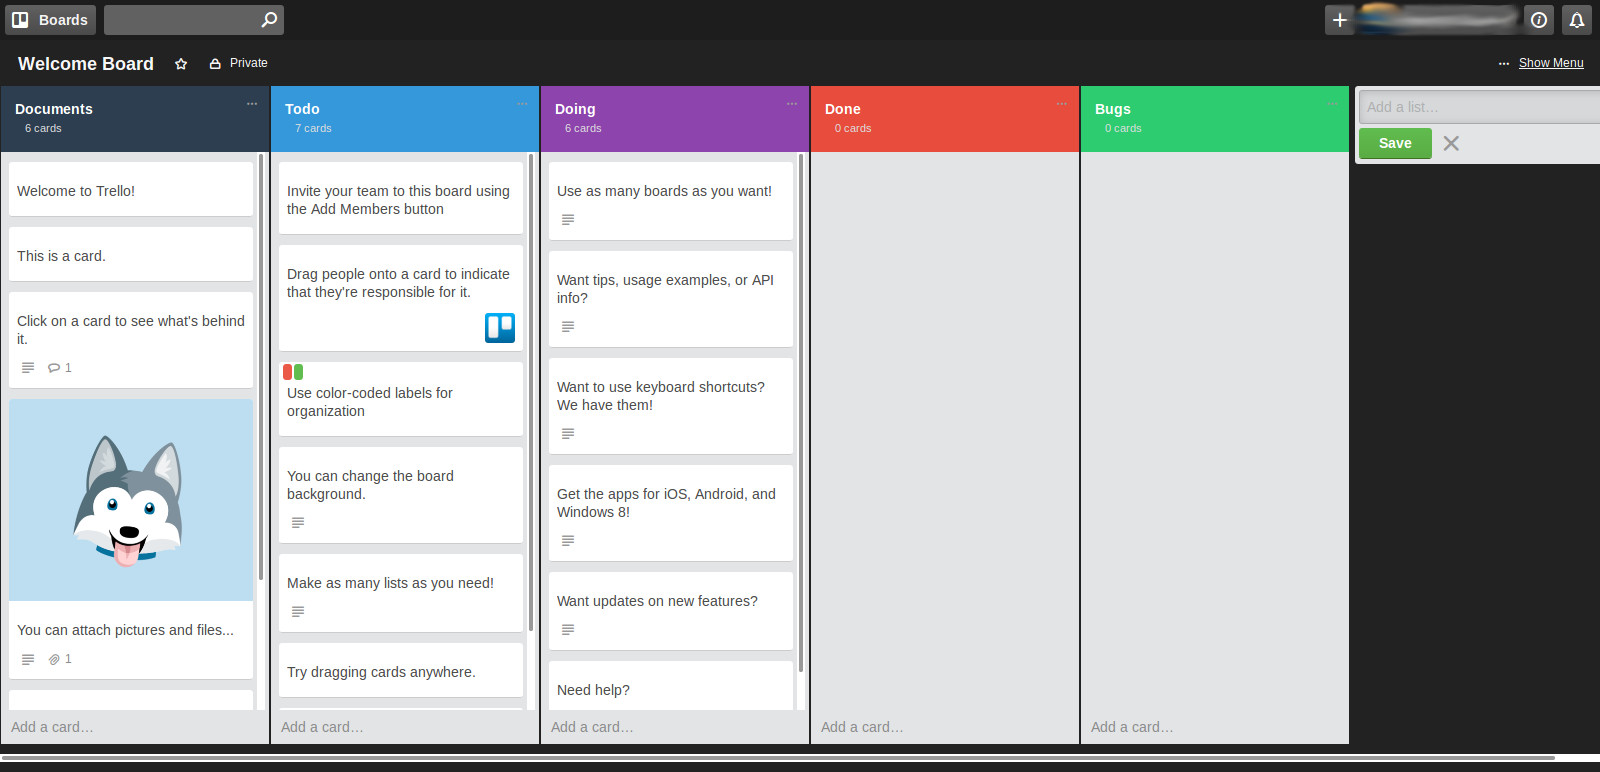 Boards
Welcome Board
Private
Show Menu
Documents
6 cards
Welcome to Trello!
This is a card.
Click on a card to see what's behind
it.
1
You can attach pictures and files...
1
Add a card…
Todo
7 cards
Invite your team to this board using
the Add Members button
Drag people onto a card to indicate
that they're responsible for it.
Use color-coded labels for
organization
You can change the board
background.
Make as many lists as you need!
Try dragging cards anywhere.
Add a card…
Doing
6 cards
Use as many boards as you want!
Want tips, usage examples, or API
info?
Want to use keyboard shortcuts?
We have them!
Get the apps for iOS, Android, and
Windows 8!
Want updates on new features?
Need help?
Add a card…
Done
0 cards
Add a card…
Bugs
0 cards
Add a card…
Add a list…
Save